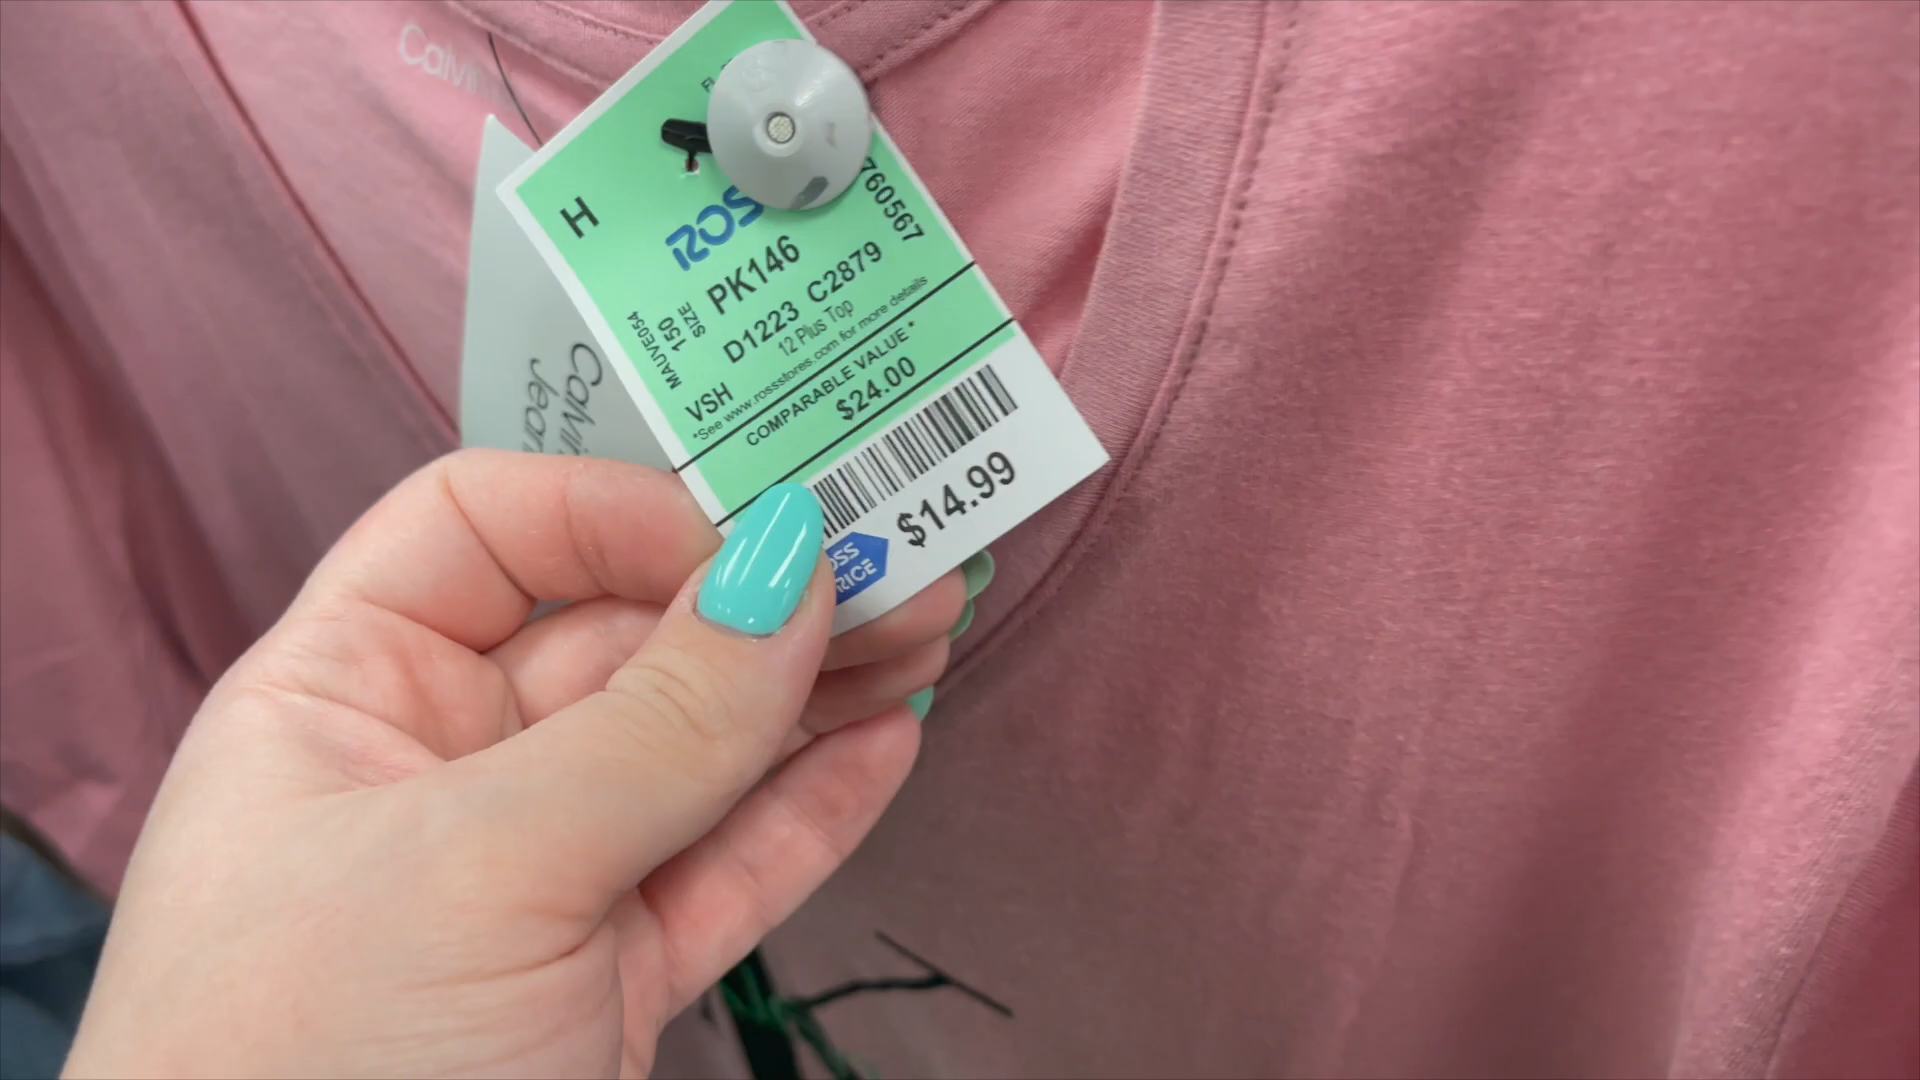 Calvin
H
ROSS
760567
PK146
D1223 C2879
12 Plus Top
MAUVE054
150
SIZE
VSH
*See www.rossstores.com for more details
COMPARABLE VALUE *
$24.00
$14.99
Calvin
Jean